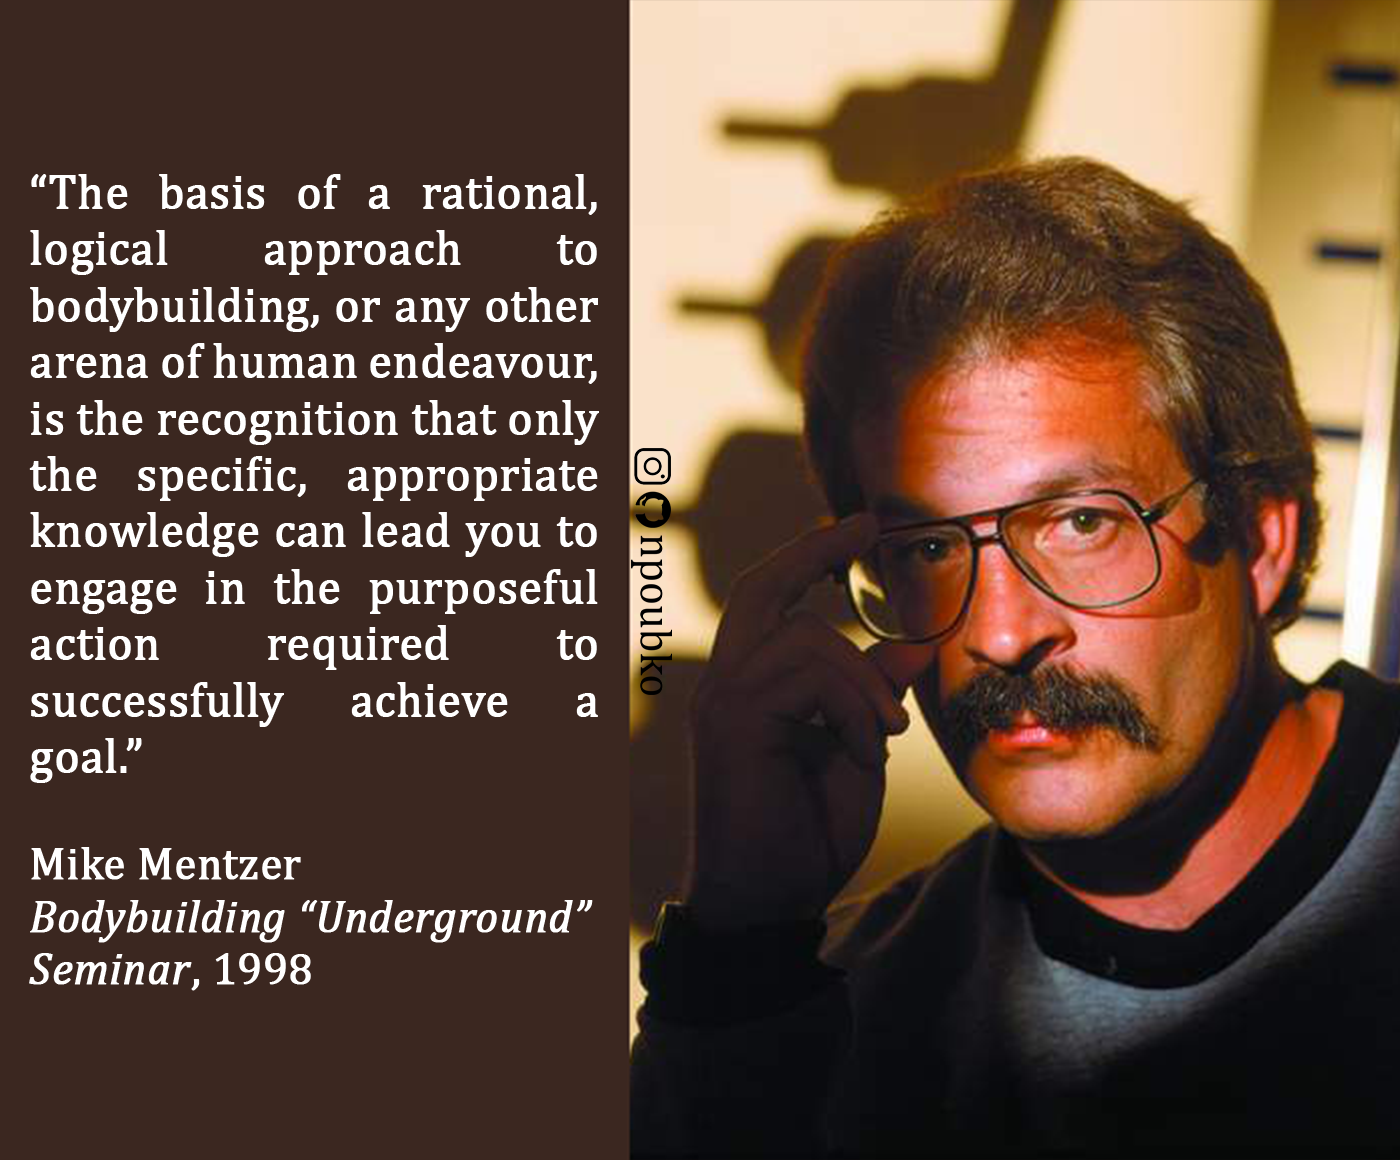 “The basis of a rational,
logical approach to
bodybuilding, or any other
arena of human endeavour,
is the recognition that only
the specific, appropriate
knowledge can lead you to
engage in the purposeful
action required to
successfully achieve a
goal.”
Mike Mentzer
Bodybuilding “Underground”
Seminar, 1998
npoubko